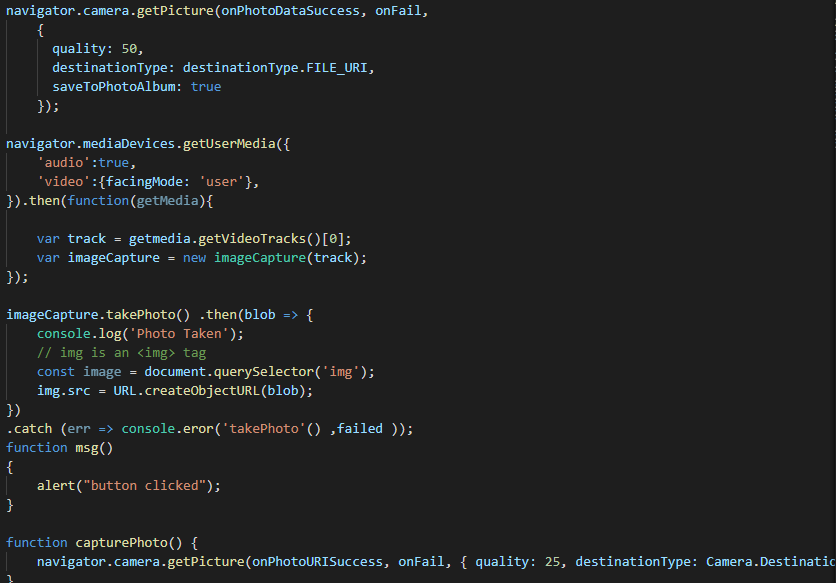 navigator.camera.getPicture(onPhotoDataSuccess, onFail,
{
quality: 50,
destinationType: destinationType.FILE_URI,
saveToPhotoAlbum: true
});
navigator.mediaDevices.getUserMedia({
'audio':true,
'video':{facingMode: 'user'},
}).then(function(getMedia){
var track = getmedia.getVideoTracks()[0];
var imageCapture = new imageCapture(track);
});
imageCapture.takePhoto() .then(blob => {
console.log('Photo Taken');
// img is an <img> tag
const image = document.querySelector('img');
img.src = URL.createObjectURL(blob);
})
.catch (err => console.eror('takePhoto'() ,failed ));
function msg()
{
alert("button clicked");
}
function capturePhoto() {
navigator.camera.getPicture(onPhotoURISuccess, onFail, { quality: 25, destinationType: Camera.Destinatio
}